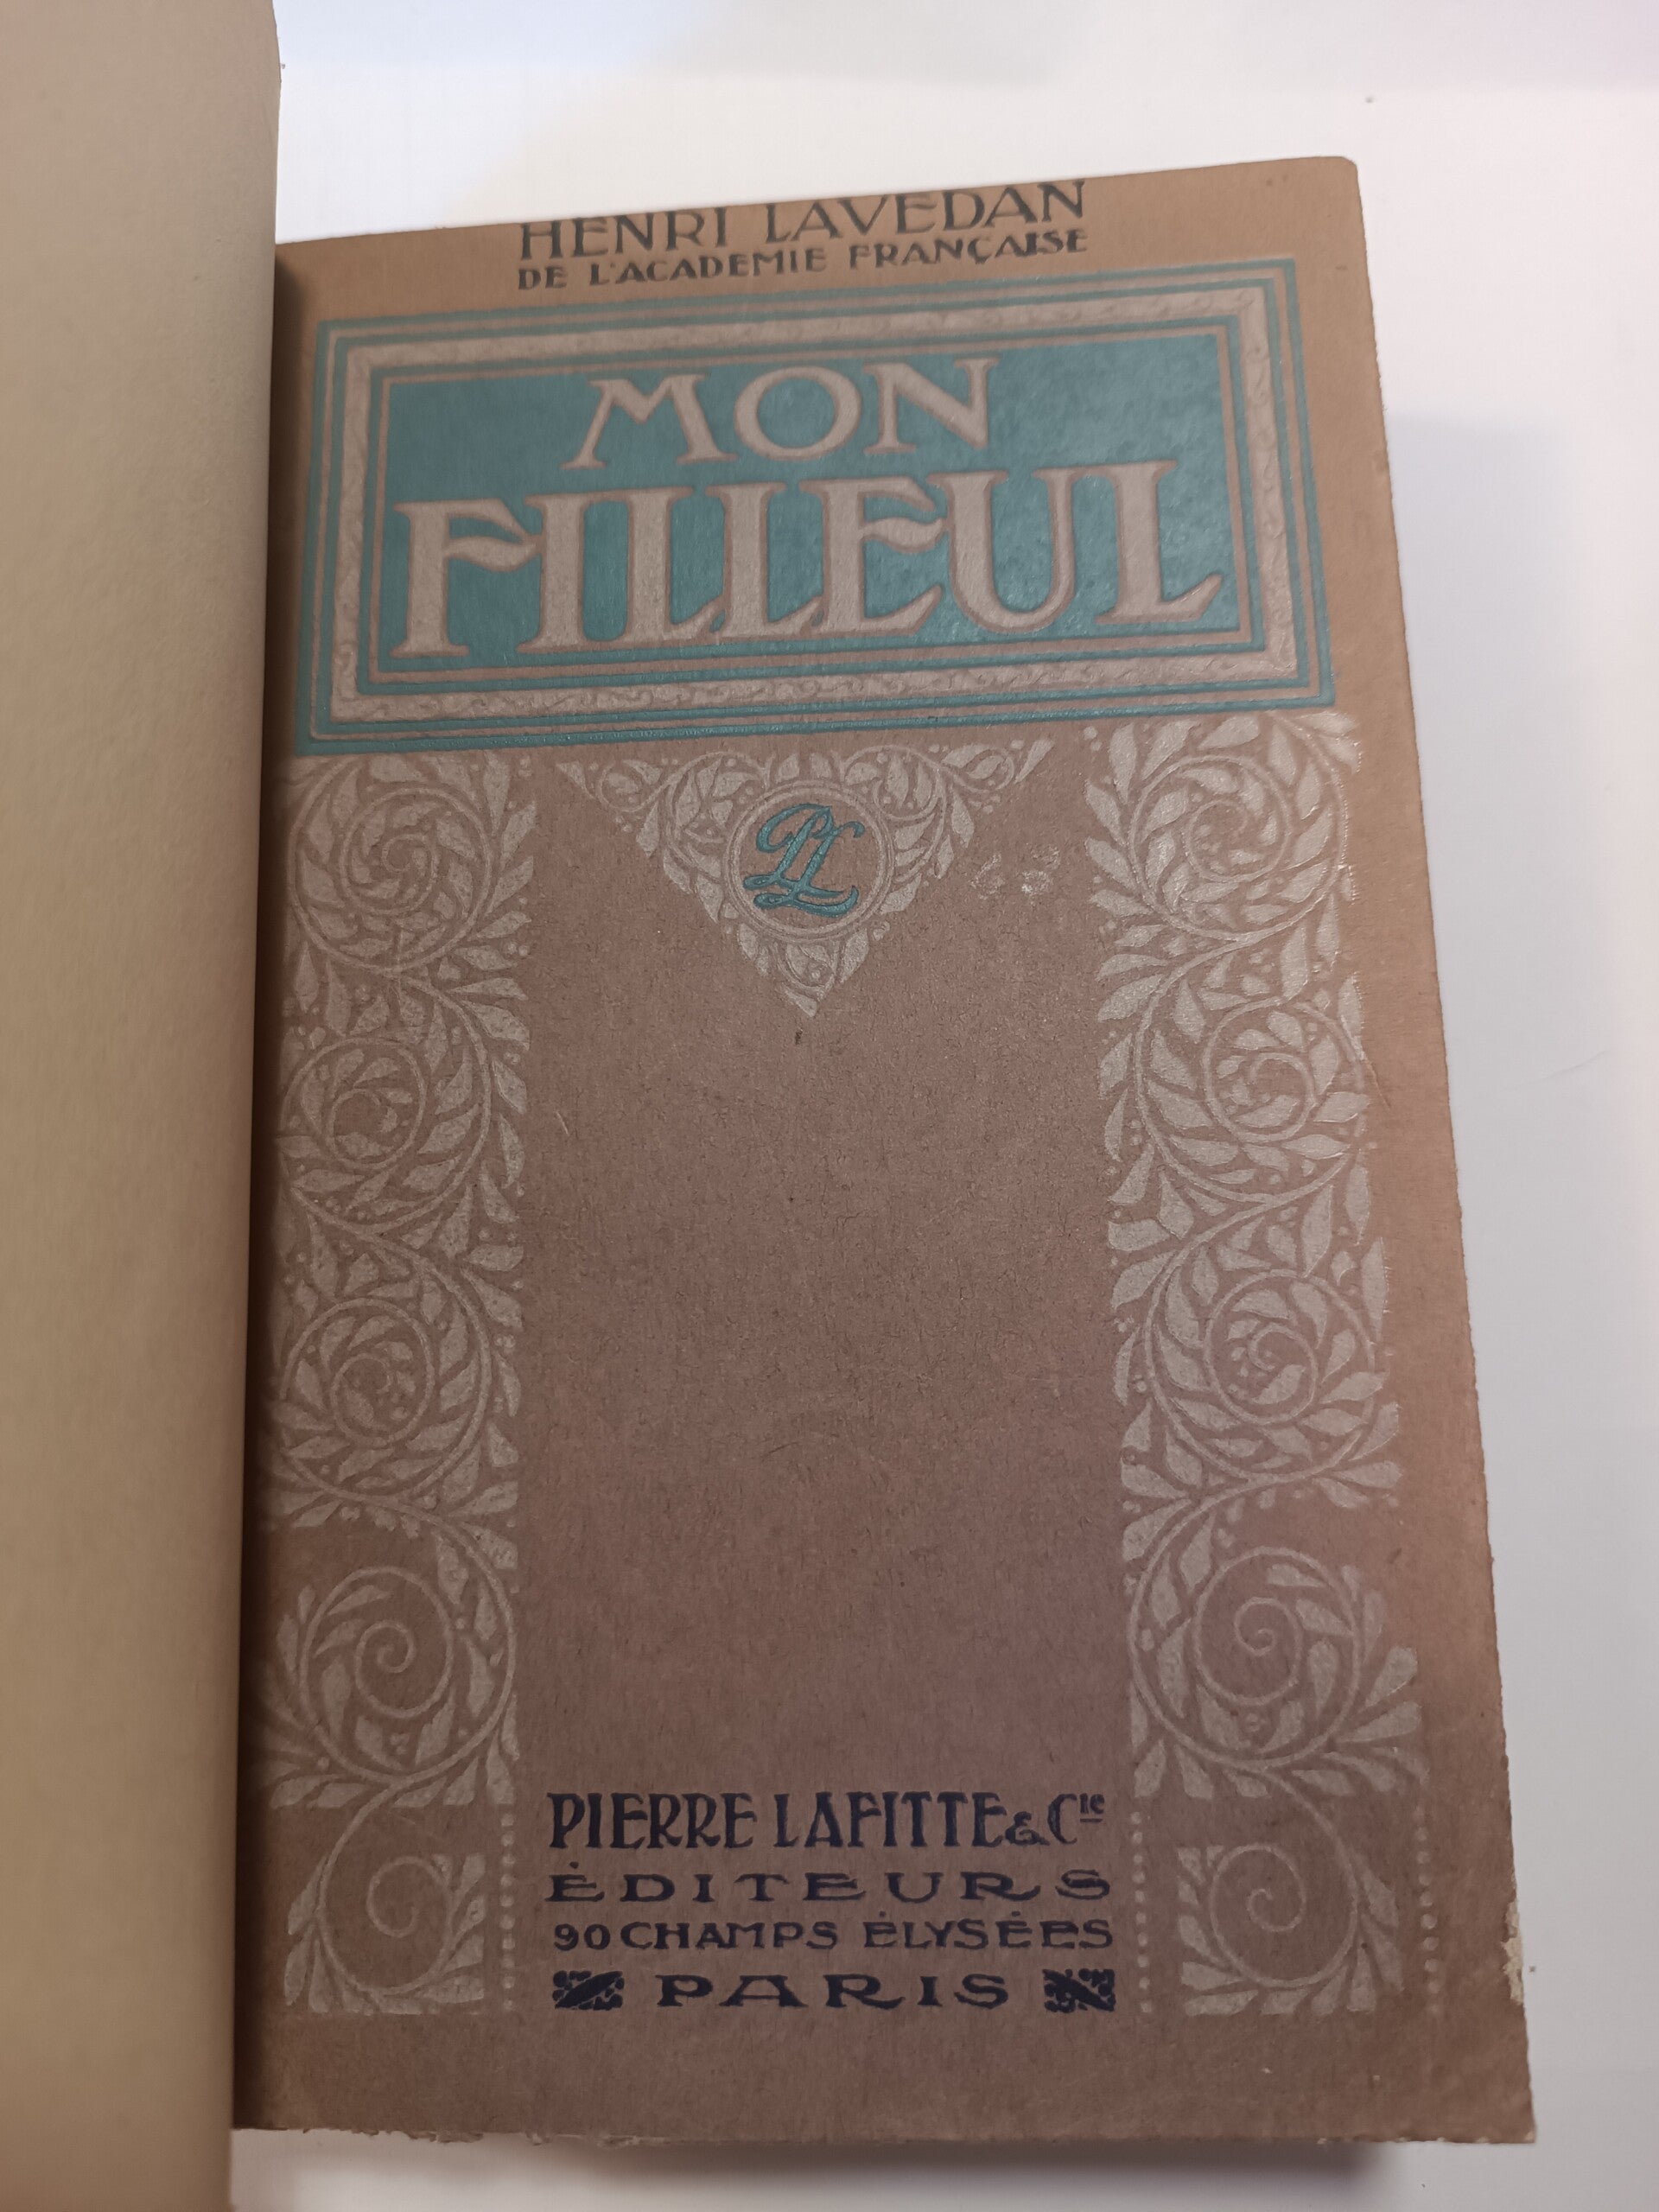 HENRI LAVEDAN
DE L'ACADEMIE FRANÇAISE
MON
FILLEUL
PL
PIERRE LAFITTE & Cie
ÉDITEURS
90 CHAMPS ÉLYSÉES
PARIS